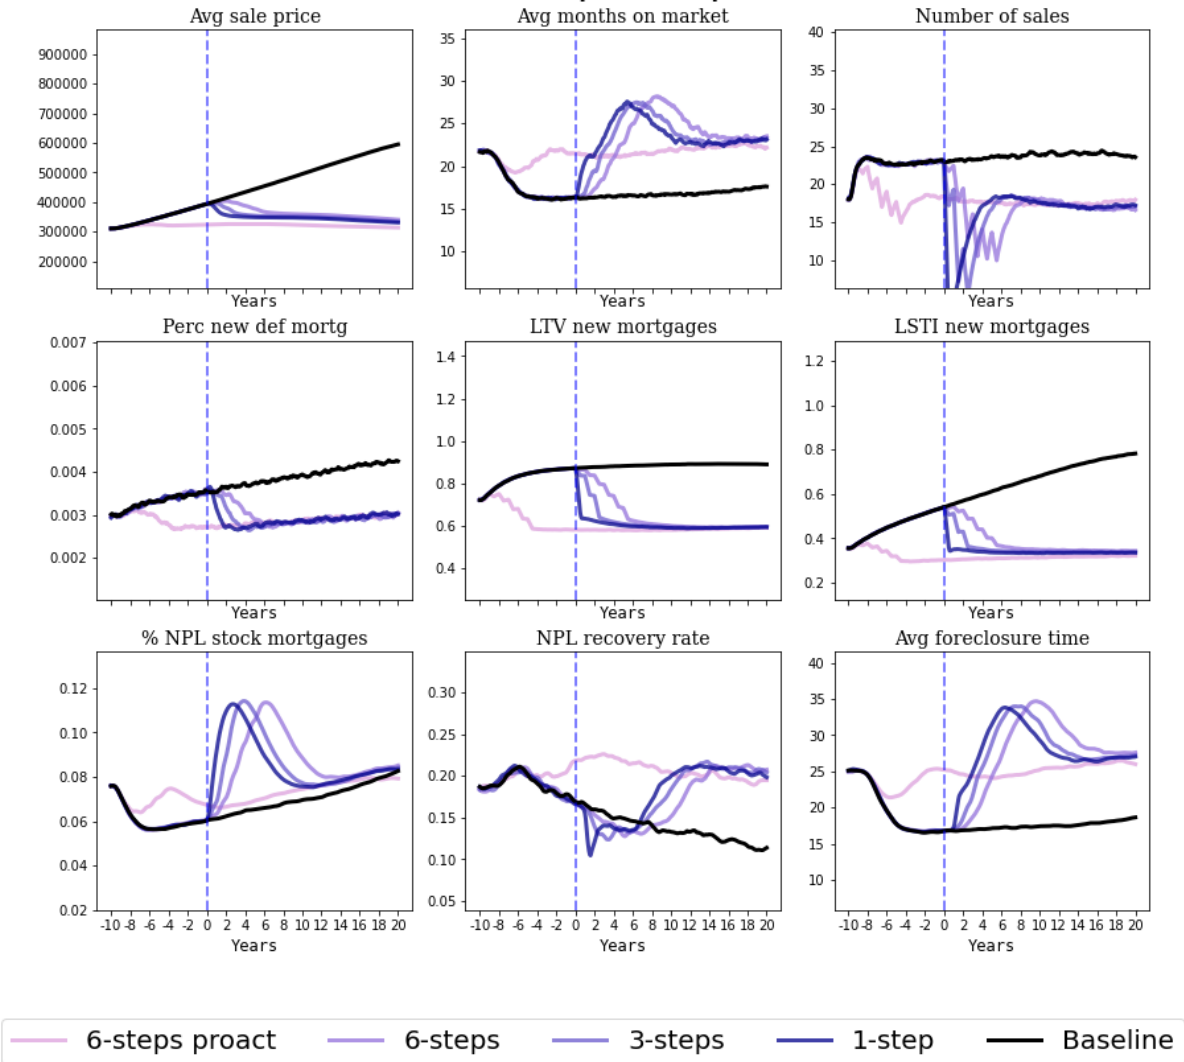 Avg sale price Avg months on market Number of sales
900000 35 40
800000 30 35
700000 25 30
600000 20 25
500000 15 20
400000 10 15
300000 10
200000
Years Years Years
Perc new def mortg LTV new mortgages LSTI new mortgages
0.007 1.4 1.2
0.006 1.2 1.0
0.005 1.0 0.8
0.004 0.8 0.6
0.003 0.6 0.4
0.002 0.4 0.2
Years Years Years
% NPL stock mortgages NPL recovery rate Avg foreclosure time
0.12 0.30 40
0.10 0.25 35
0.08 0.20 30
0.06 0.15 25
0.04 0.10 20
0.02 0.05 15
10
-10 -8 -6 -4 -2 0 2 4 6 8 10 12 14 16 18 20 -10 -8 -6 -4 -2 0 2 4 6 8 10 12 14 16 18 20 -10 -8 -6 -4 -2 0 2 4 6 8 10 12 14 16 18 20
Years Years Years
6-steps proact 6-steps 3-steps 1-step Baseline